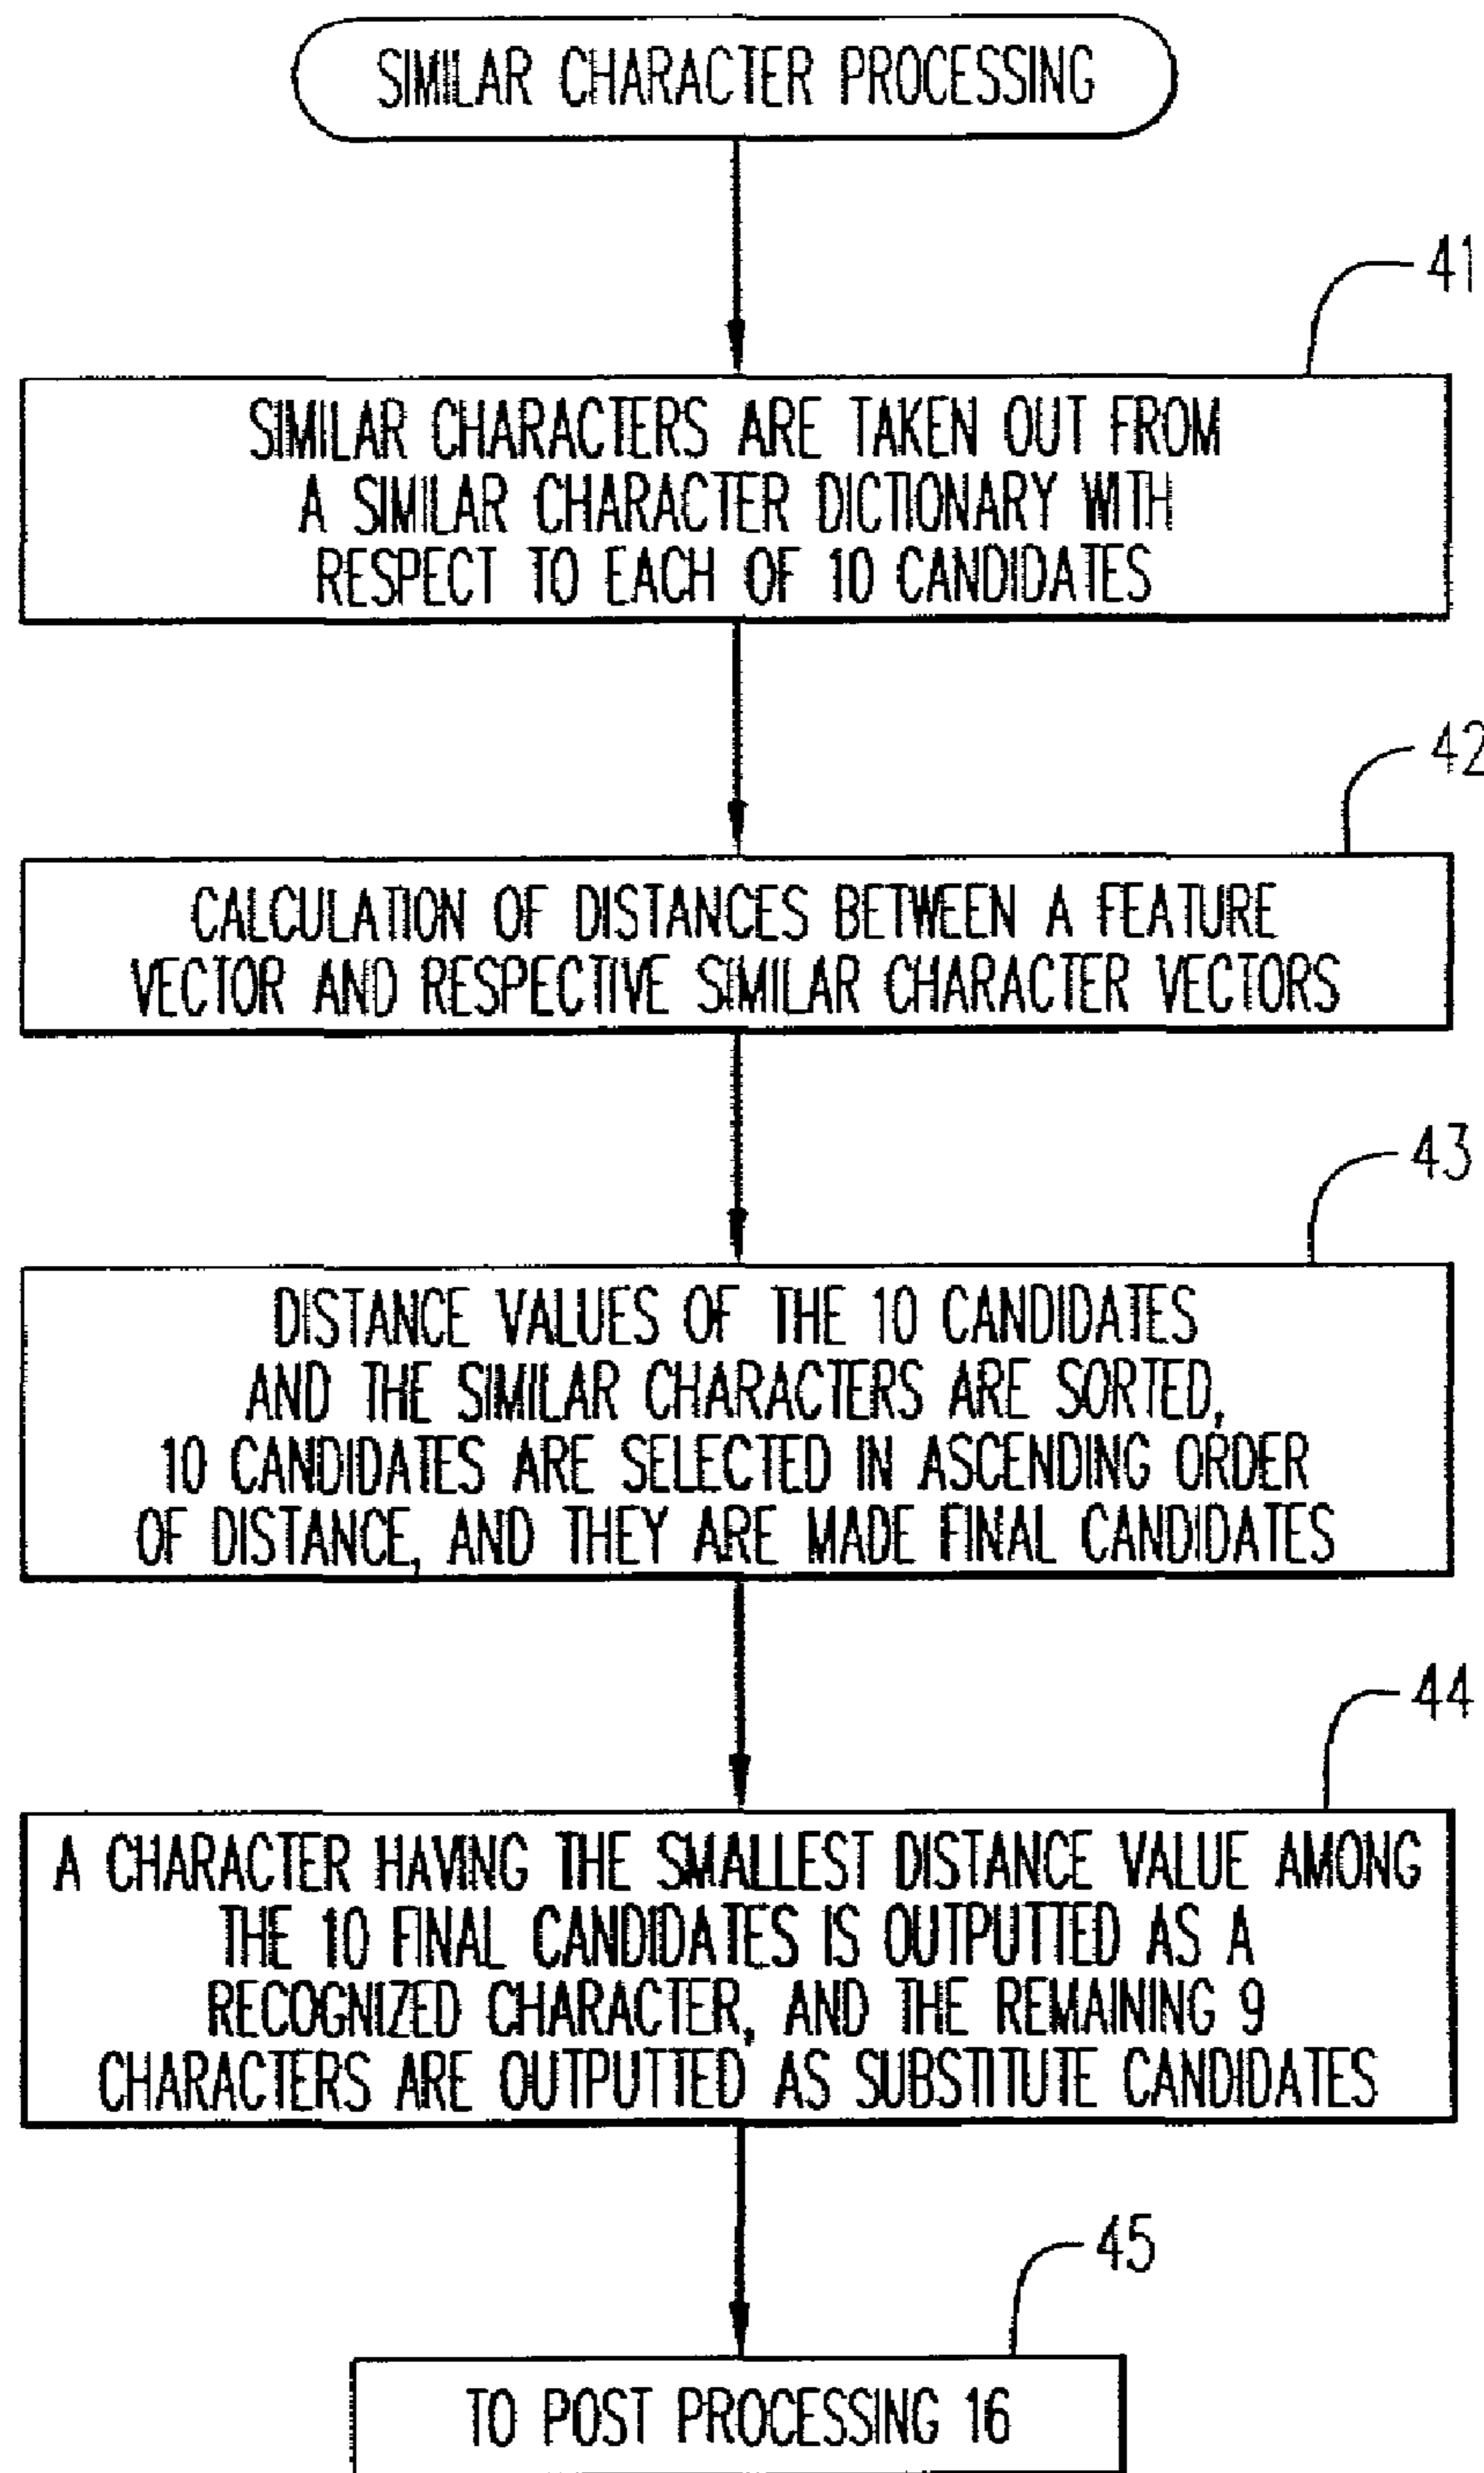 SIMILAR CHARACTER PROCESSING
41
SIMILAR CHARACTERS ARE TAKEN OUT FROM
A SIMILAR CHARACTER DICTIONARY WITH
RESPECT TO EACH OF 10 CANDIDATES
42
CALCULATION OF DISTANCES BETWEEN A FEATURE
VECTOR AND RESPECTIVE SIMILAR CHARACTER VECTORS
43
DISTANCE VALUES OF THE 10 CANDIDATES
AND THE SIMILAR CHARACTERS ARE SORTED,
10 CANDIDATES ARE SELECTED IN ASCENDING ORDER
OF DISTANCE, AND THEY ARE MADE FINAL CANDIDATES
44
A CHARACTER HAVING THE SMALLEST DISTANCE VALUE AMONG
THE 10 FINAL CANDIDATES IS OUTPUTTED AS A
RECOGNIZED CHARACTER, AND THE REMAINING 9
CHARACTERS ARE OUTPUTTED AS SUBSTITUTE CANDIDATES
45
TO POST PROCESSING 16